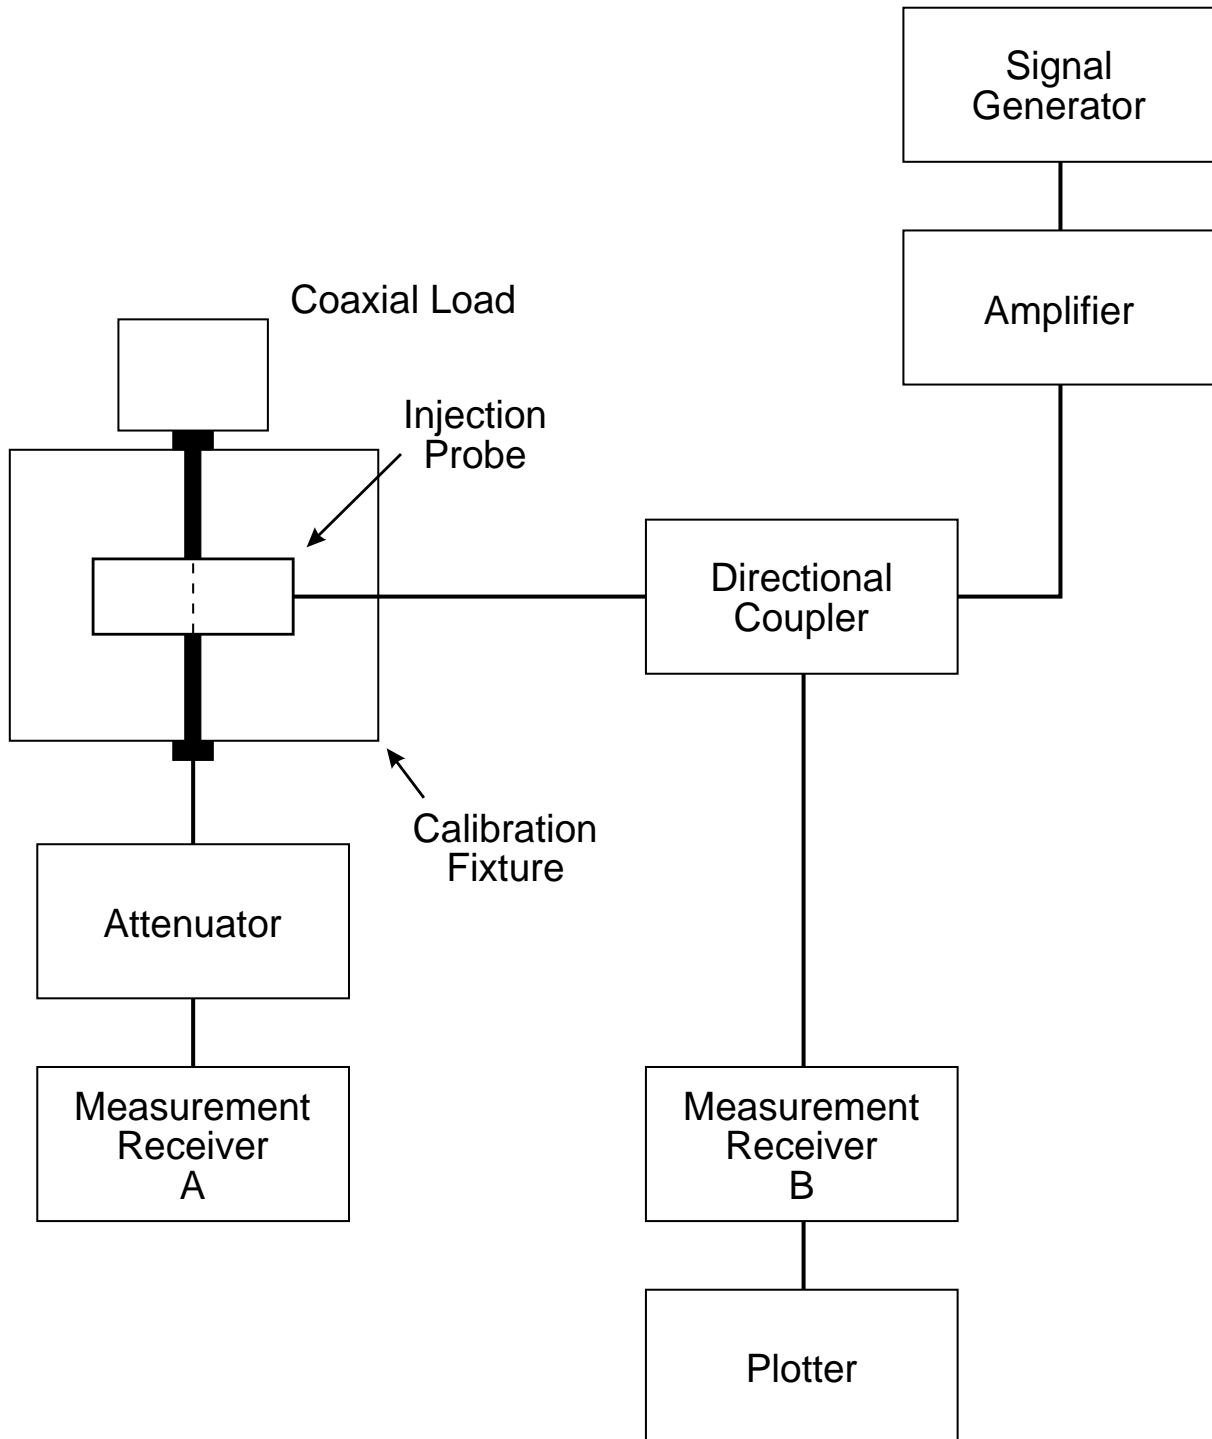 Signal
Generator
Amplifier
Coaxial Load
Injection
Probe
Directional
Coupler
Calibration
Fixture
Attenuator
Measurement
Receiver
A
Measurement
Receiver
B
Plotter